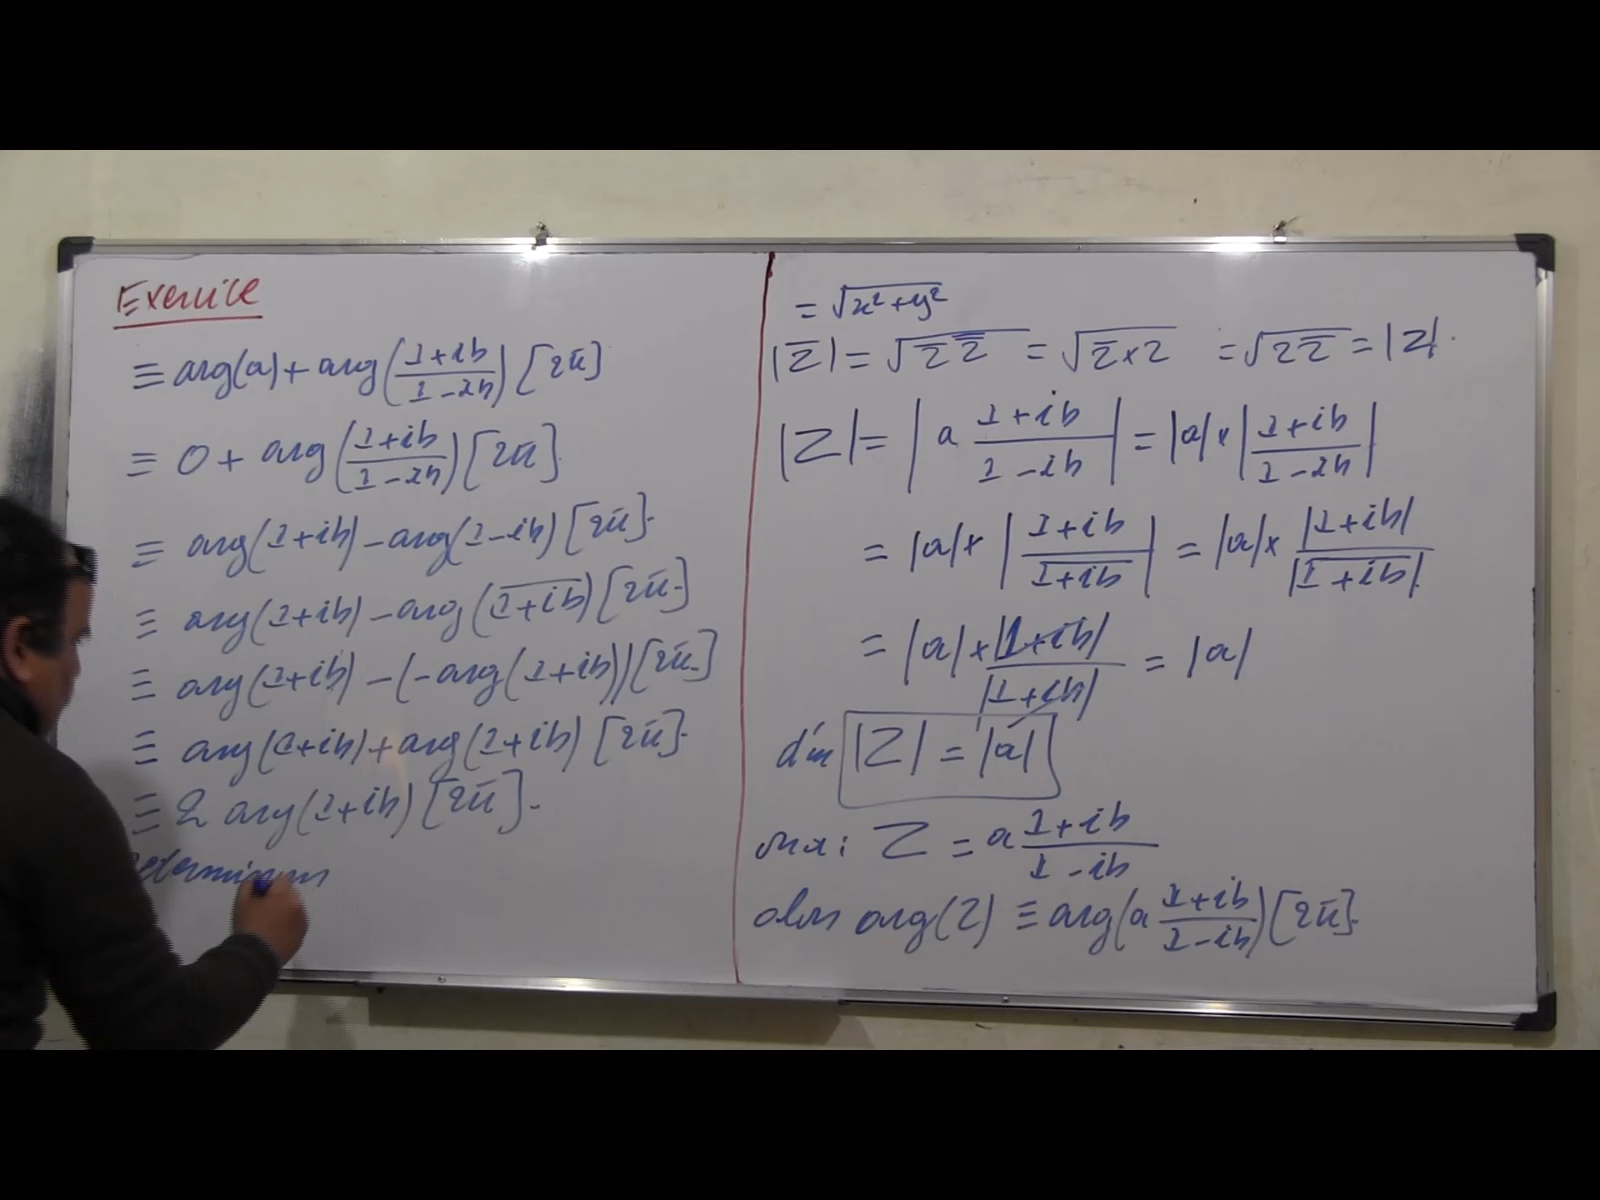 Exercice
≡ arg(a) + arg((1+ib)/(1-ib)) [2π]
≡ 0 + arg((1+ib)/(1-ib)) [2π].
≡ arg(1+ib) - arg(1-ib) [2π].
≡ arg(1+ib) - arg(\overline{1+ib}) [2π].
≡ arg(1+ib) - (-arg(1+ib)) [2π]
≡ arg(1+ib) + arg(1+ib) [2π].
≡ 2 arg(1+ib) [2π].
= √(x²+y²)
|z̄| = √(z̄ z̿) = √(z̄×z) = √(z z̄) = |z|.
|Z| = |a (1+ib)/(1-ib)| = |a|×|(1+ib)/(1-ib)|
= |a|×|(1+ib)/(\overline{1+ib})| = |a|×|1+ib|/|\overline{1+ib}|
= |a|×|1+ib|/|1+ib| = |a|
d'où |Z| = |a|
on a : Z = a (1+ib)/(1-ib)
alors arg(Z) ≡ arg(a (1+ib)/(1-ib)) [2π].